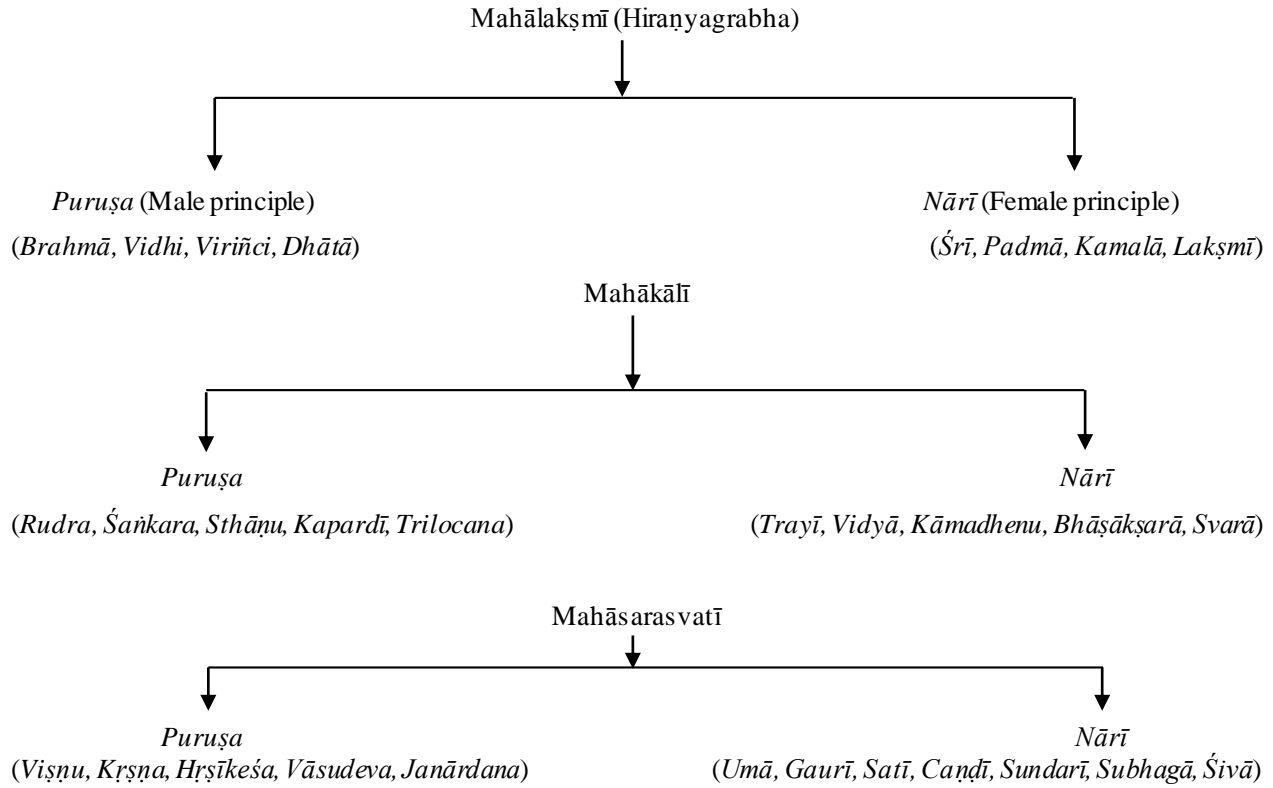 Mahālakṣmī (Hiraṇyagrabha)
Puruṣa (Male principle)
Nārī (Female principle)
(Brahmā, Vidhi, Viriñci, Dhātā)
(Śrī, Padmā, Kamalā, Lakṣmī)
Mahākālī
Puruṣa
Nārī
(Rudra, Śaṅkara, Sthāṇu, Kapardī, Trilocana)
(Trayī, Vidyā, Kāmadhenu, Bhāṣākṣarā, Svarā)
Mahāsarasvatī
Puruṣa
Nārī
(Viṣṇu, Kṛṣṇa, Hṛṣīkeśa, Vāsudeva, Janārdana)
(Umā, Gaurī, Satī, Caṇḍī, Sundarī, Subhagā, Śivā)